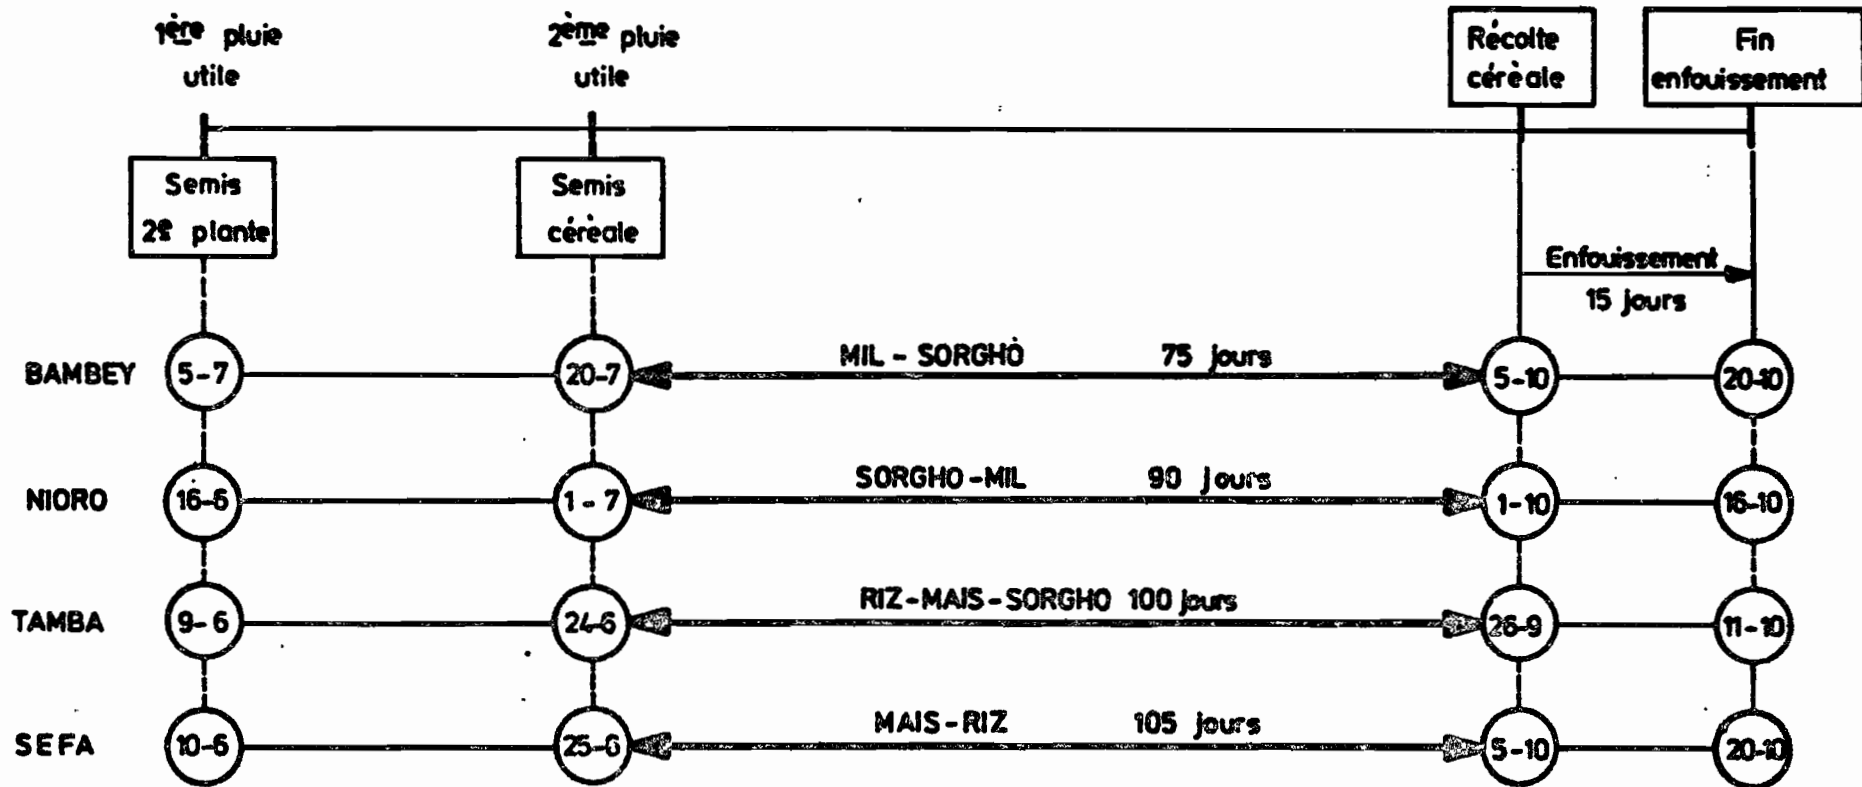 1ère pluie
utile
2ème pluie
utile
Récolte
cérèale
Fin
enfouissement
Semis
2e plante
Semis
cérèale
Enfouissement
15 jours
BAMBEY 5-7 20-7 MIL - SORGHO 75 jours 5-10 20-10
NIORO 16-6 1-7 SORGHO-MIL 90 jours 1-10 16-10
TAMBA 9-6 24-6 RIZ-MAIS-SORGHO 100 jours 26-9 11-10
SEFA 10-6 25-6 MAIS-RIZ 105 jours 5-10 20-10